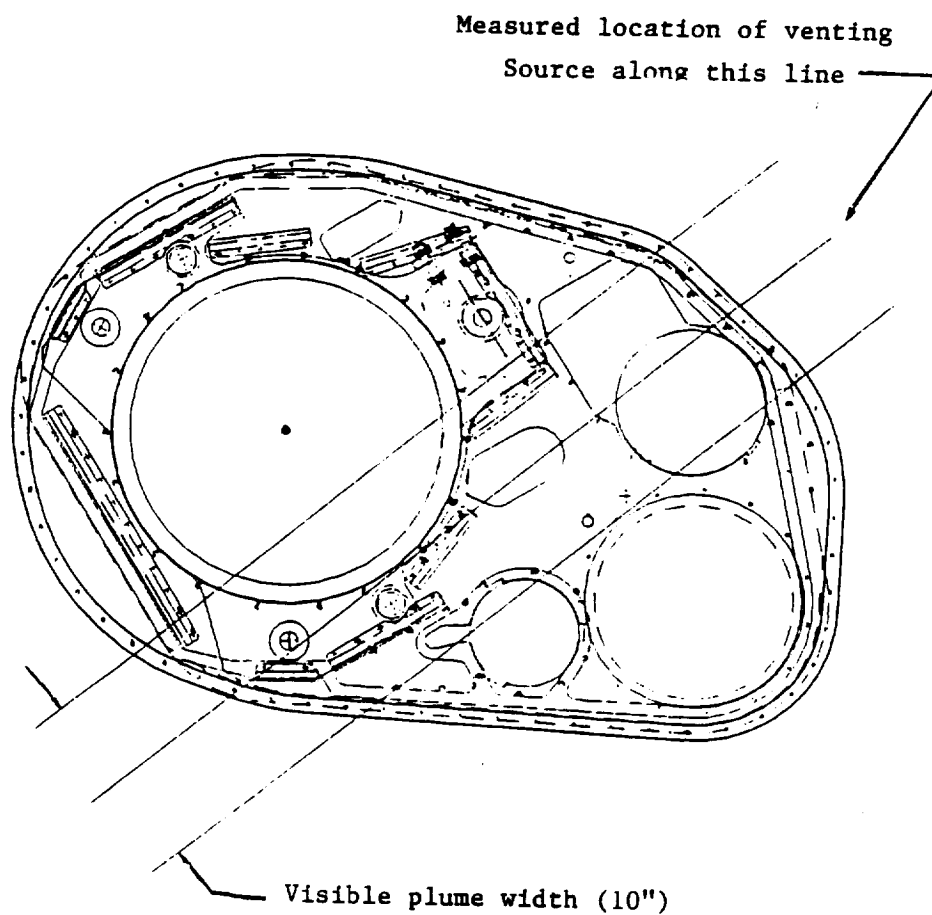 Measured location of venting
Source along this line
Visible plume width (10")